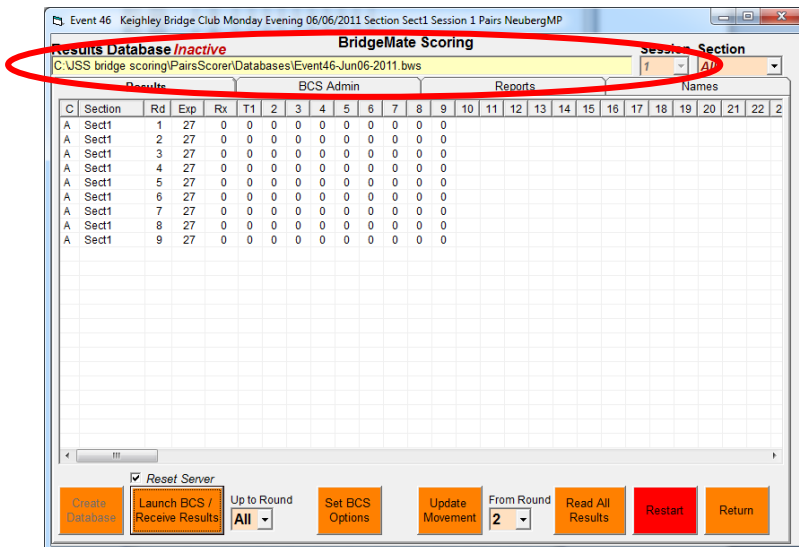 Event 46 Keighley Bridge Club Monday Evening 06/06/2011 Section Sect1 Session 1 Pairs NeubergMP
Results Database Inactive BridgeMate Scoring Session Section
C:\JSS bridge scoring\PairsScorer\Databases\Event46-Jun06-2011.bws 1 All
Results BCS Admin Reports Names
C Section Rd Exp Rx T1 2 3 4 5 6 7 8 9 10 11 12 13 14 15 16 17 18 19 20 21 22 2
A Sect1 1 27 0 0 0 0 0 0 0 0 0 0
A Sect1 2 27 0 0 0 0 0 0 0 0 0 0
A Sect1 3 27 0 0 0 0 0 0 0 0 0 0
A Sect1 4 27 0 0 0 0 0 0 0 0 0 0
A Sect1 5 27 0 0 0 0 0 0 0 0 0 0
A Sect1 6 27 0 0 0 0 0 0 0 0 0 0
A Sect1 7 27 0 0 0 0 0 0 0 0 0 0
A Sect1 8 27 0 0 0 0 0 0 0 0 0 0
A Sect1 9 27 0 0 0 0 0 0 0 0 0 0
Reset Server
Create Database
Launch BCS / Receive Results
Up to Round
All
Set BCS Options
Update Movement
From Round
2
Read All Results
Restart
Return